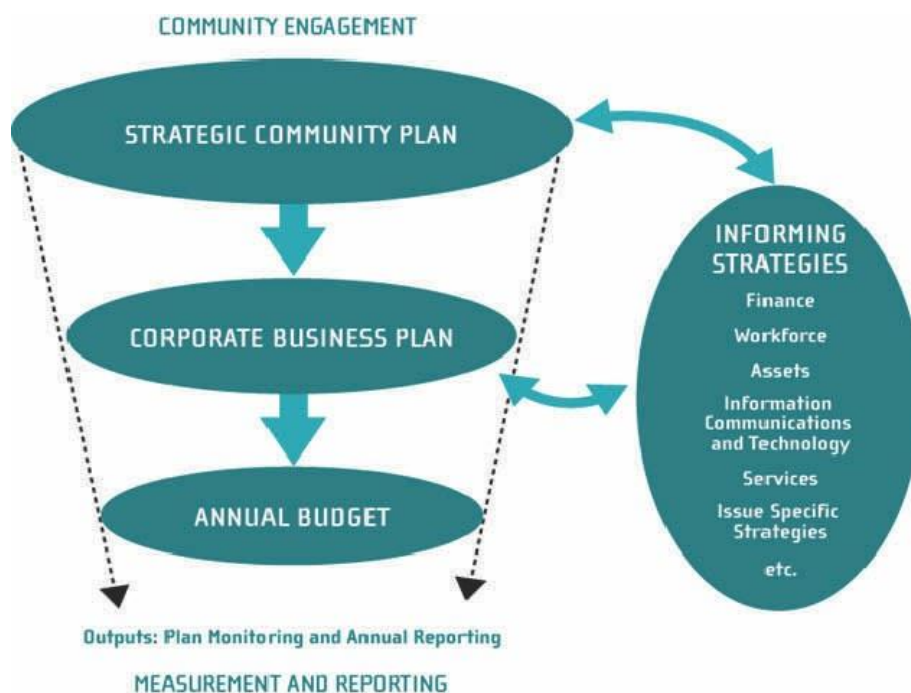 COMMUNITY ENGAGEMENT
STRATEGIC COMMUNITY PLAN
CORPORATE BUSINESS PLAN
ANNUAL BUDGET
INFORMING
STRATEGIES
Finance
Workforce
Assets
Information
Communications
and Technology
Services
Issue Specific
Strategies
etc.
Outputs: Plan Monitoring and Annual Reporting
MEASUREMENT AND REPORTING